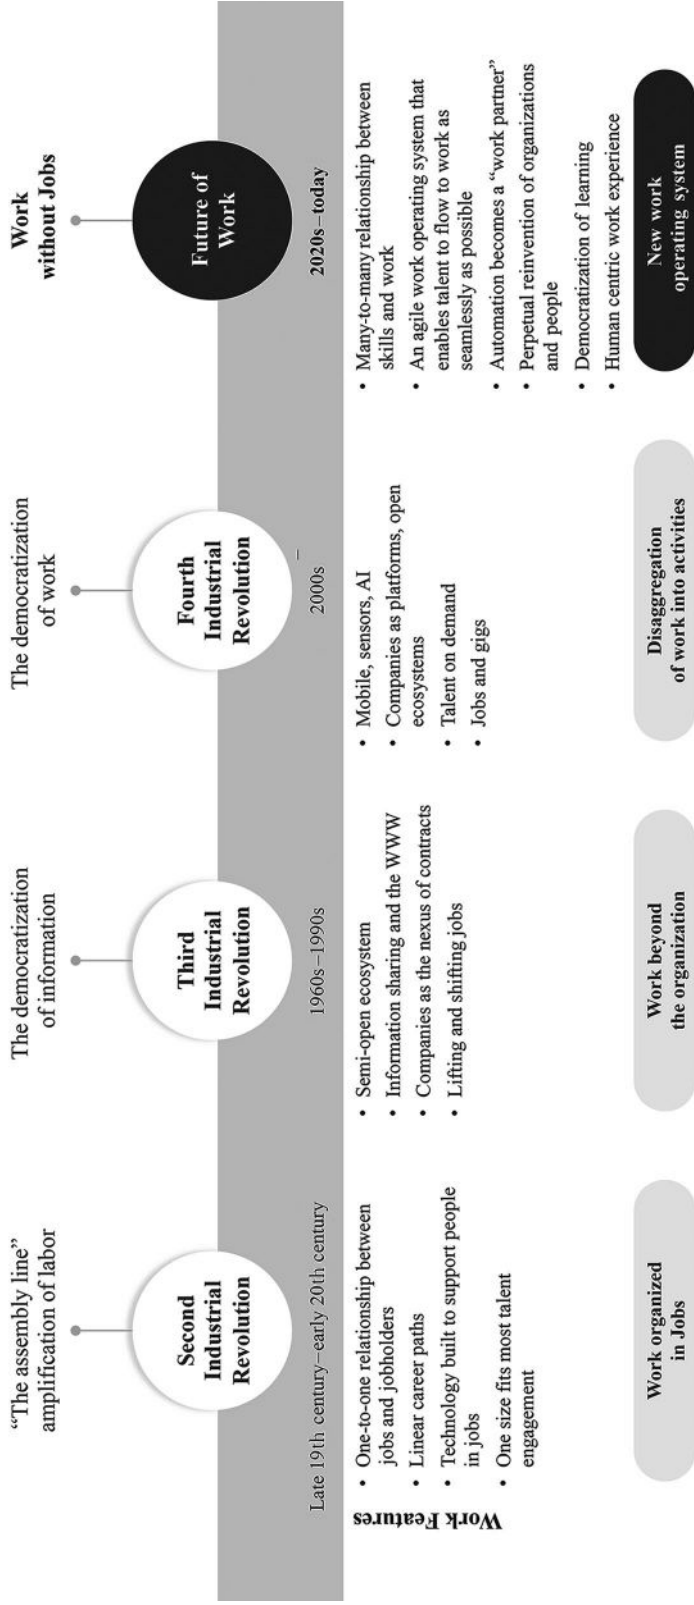 "The assembly line"
amplification of labor
The democratization
of information
The democratization
of work
Work
without Jobs
Second
Industrial
Revolution
Third
Industrial
Revolution
Fourth
Industrial
Revolution
Future of
Work
Late 19th century–early 20th century
1960s–1990s
2000s –
2020s–today
Work Features
• One-to-one relationship between
jobs and jobholders
• Linear career paths
• Technology built to support people
in jobs
• One size fits most talent
engagement
• Semi-open ecosystem
• Information sharing and the WWW
• Companies as the nexus of contracts
• Lifting and shifting jobs
• Mobile, sensors, AI
• Companies as platforms, open
ecosystems
• Talent on demand
• Jobs and gigs
• Many-to-many relationship between
skills and work
• An agile work operating system that
enables talent to flow to work as
seamlessly as possible
• Automation becomes a “work partner”
• Perpetual reinvention of organizations
and people
• Democratization of learning
• Human centric work experience
Work organized
in Jobs
Work beyond
the organization
Disaggregation
of work into activities
New work
operating system